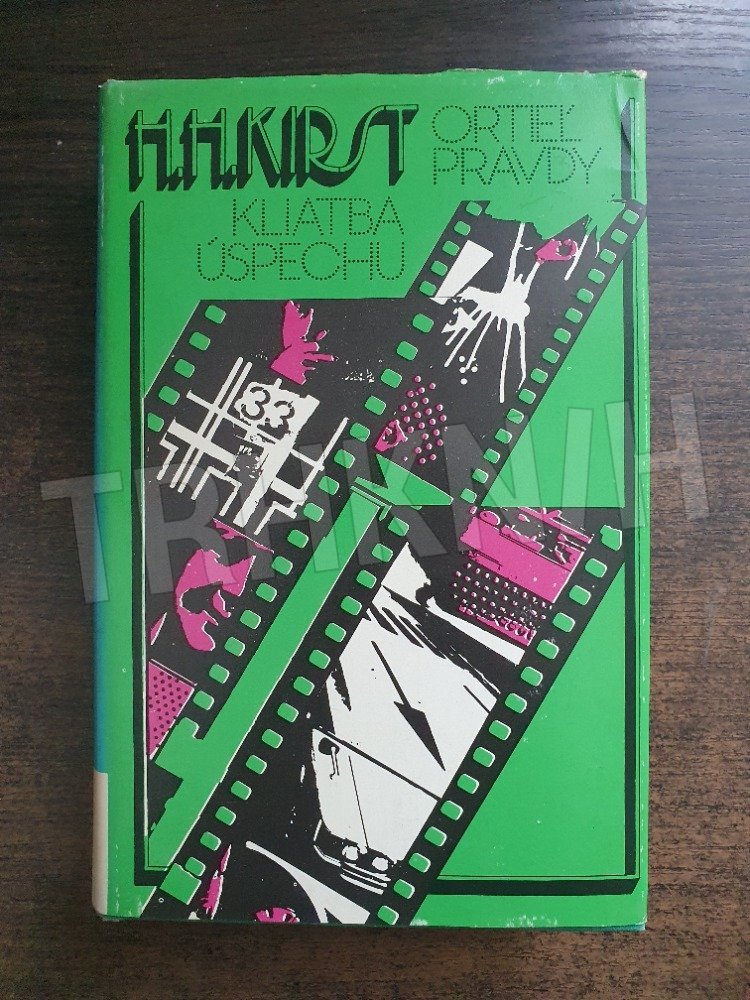 H.H.KIRST
ORTIEĽ
PRAVDY
KLIATBA
ÚSPECHU
33
TRHKNIH